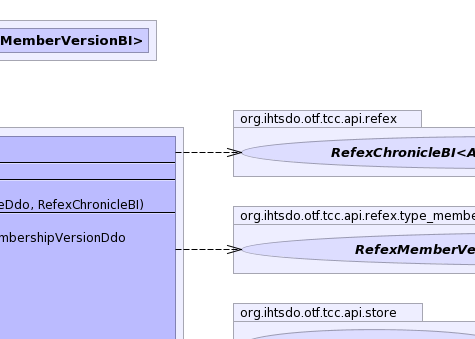 MemberVersionBI>
org.ihtsdo.otf.tcc.api.refex
RefexChronicleBI<A
eDdo, RefexChronicleBI)
org.ihtsdo.otf.tcc.api.refex.type_membe
mbershipVersionDdo
RefexMemberVe
org.ihtsdo.otf.tcc.api.store